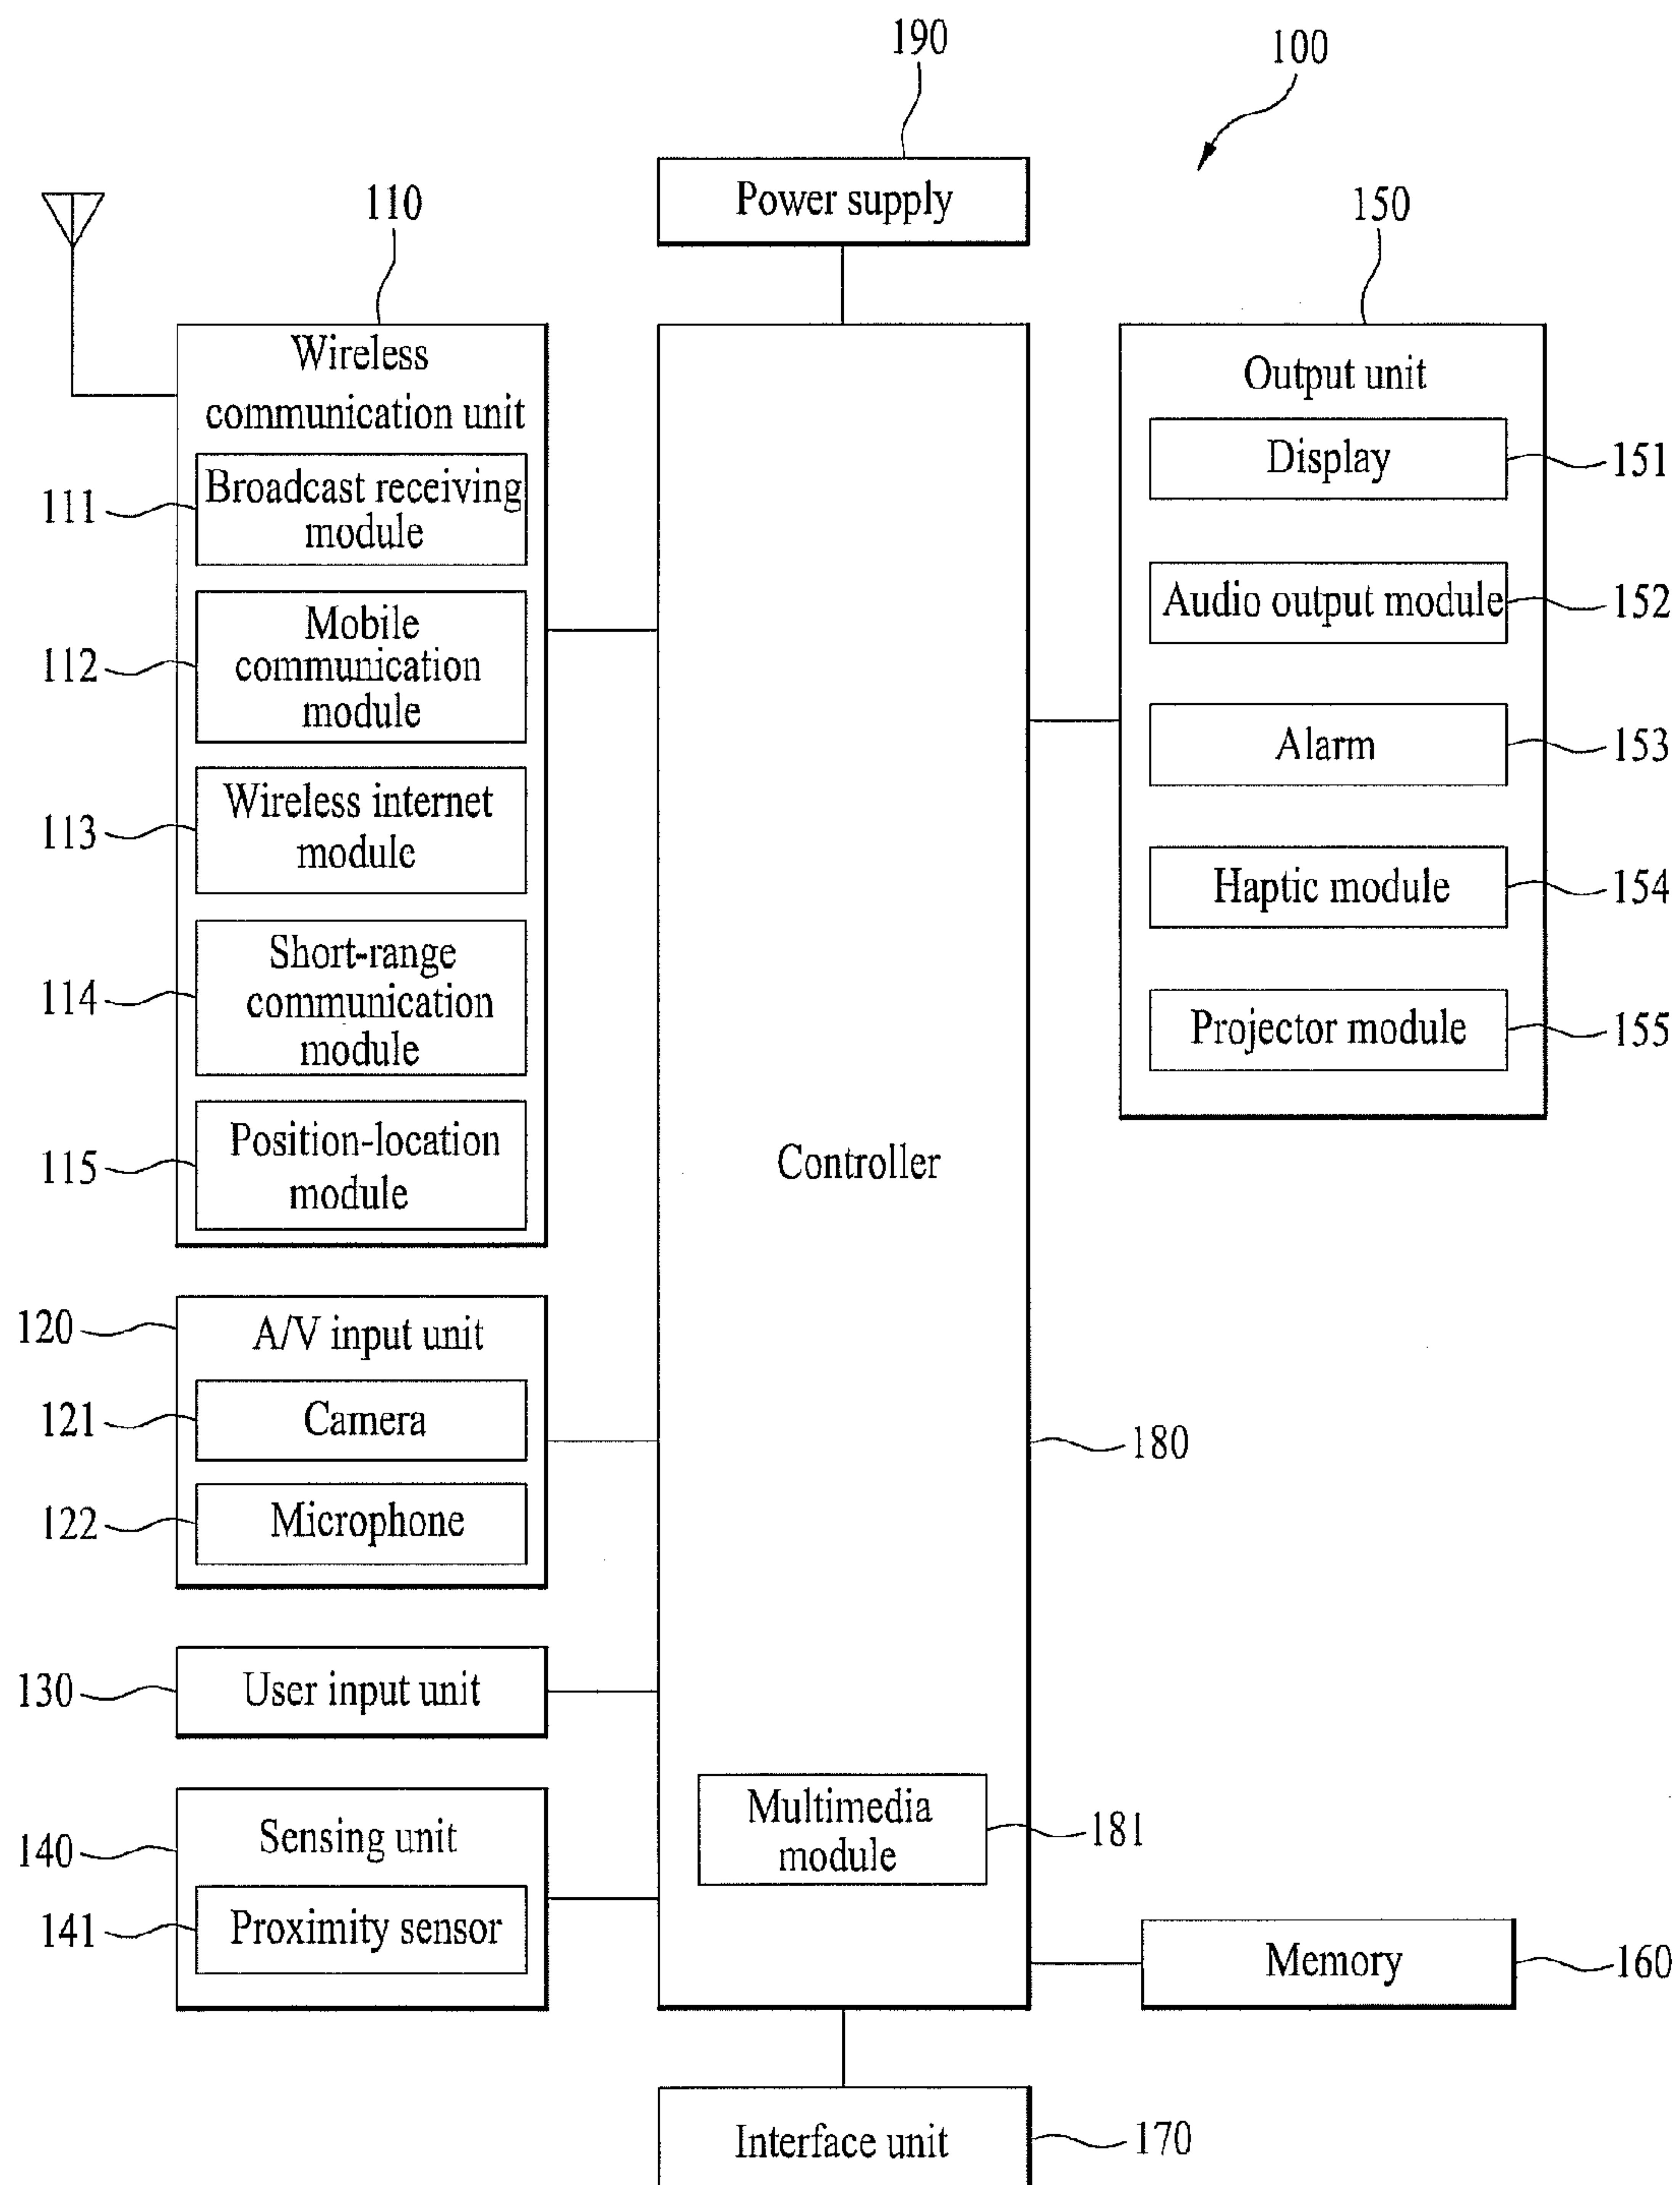 190
100
Power supply
110
150
Wireless
communication unit
Output unit
Broadcast receiving
module
111
Display
151
Mobile
communication
module
112
Audio output module
152
Wireless internet
module
113
Alarm
153
Short-range
communication
module
114
Haptic module
154
Position-location
module
115
Projector module
155
Controller
180
120
A/V input unit
121
Camera
122
Microphone
130
User input unit
Multimedia
module
181
140
Sensing unit
141
Proximity sensor
Memory
160
Interface unit
170